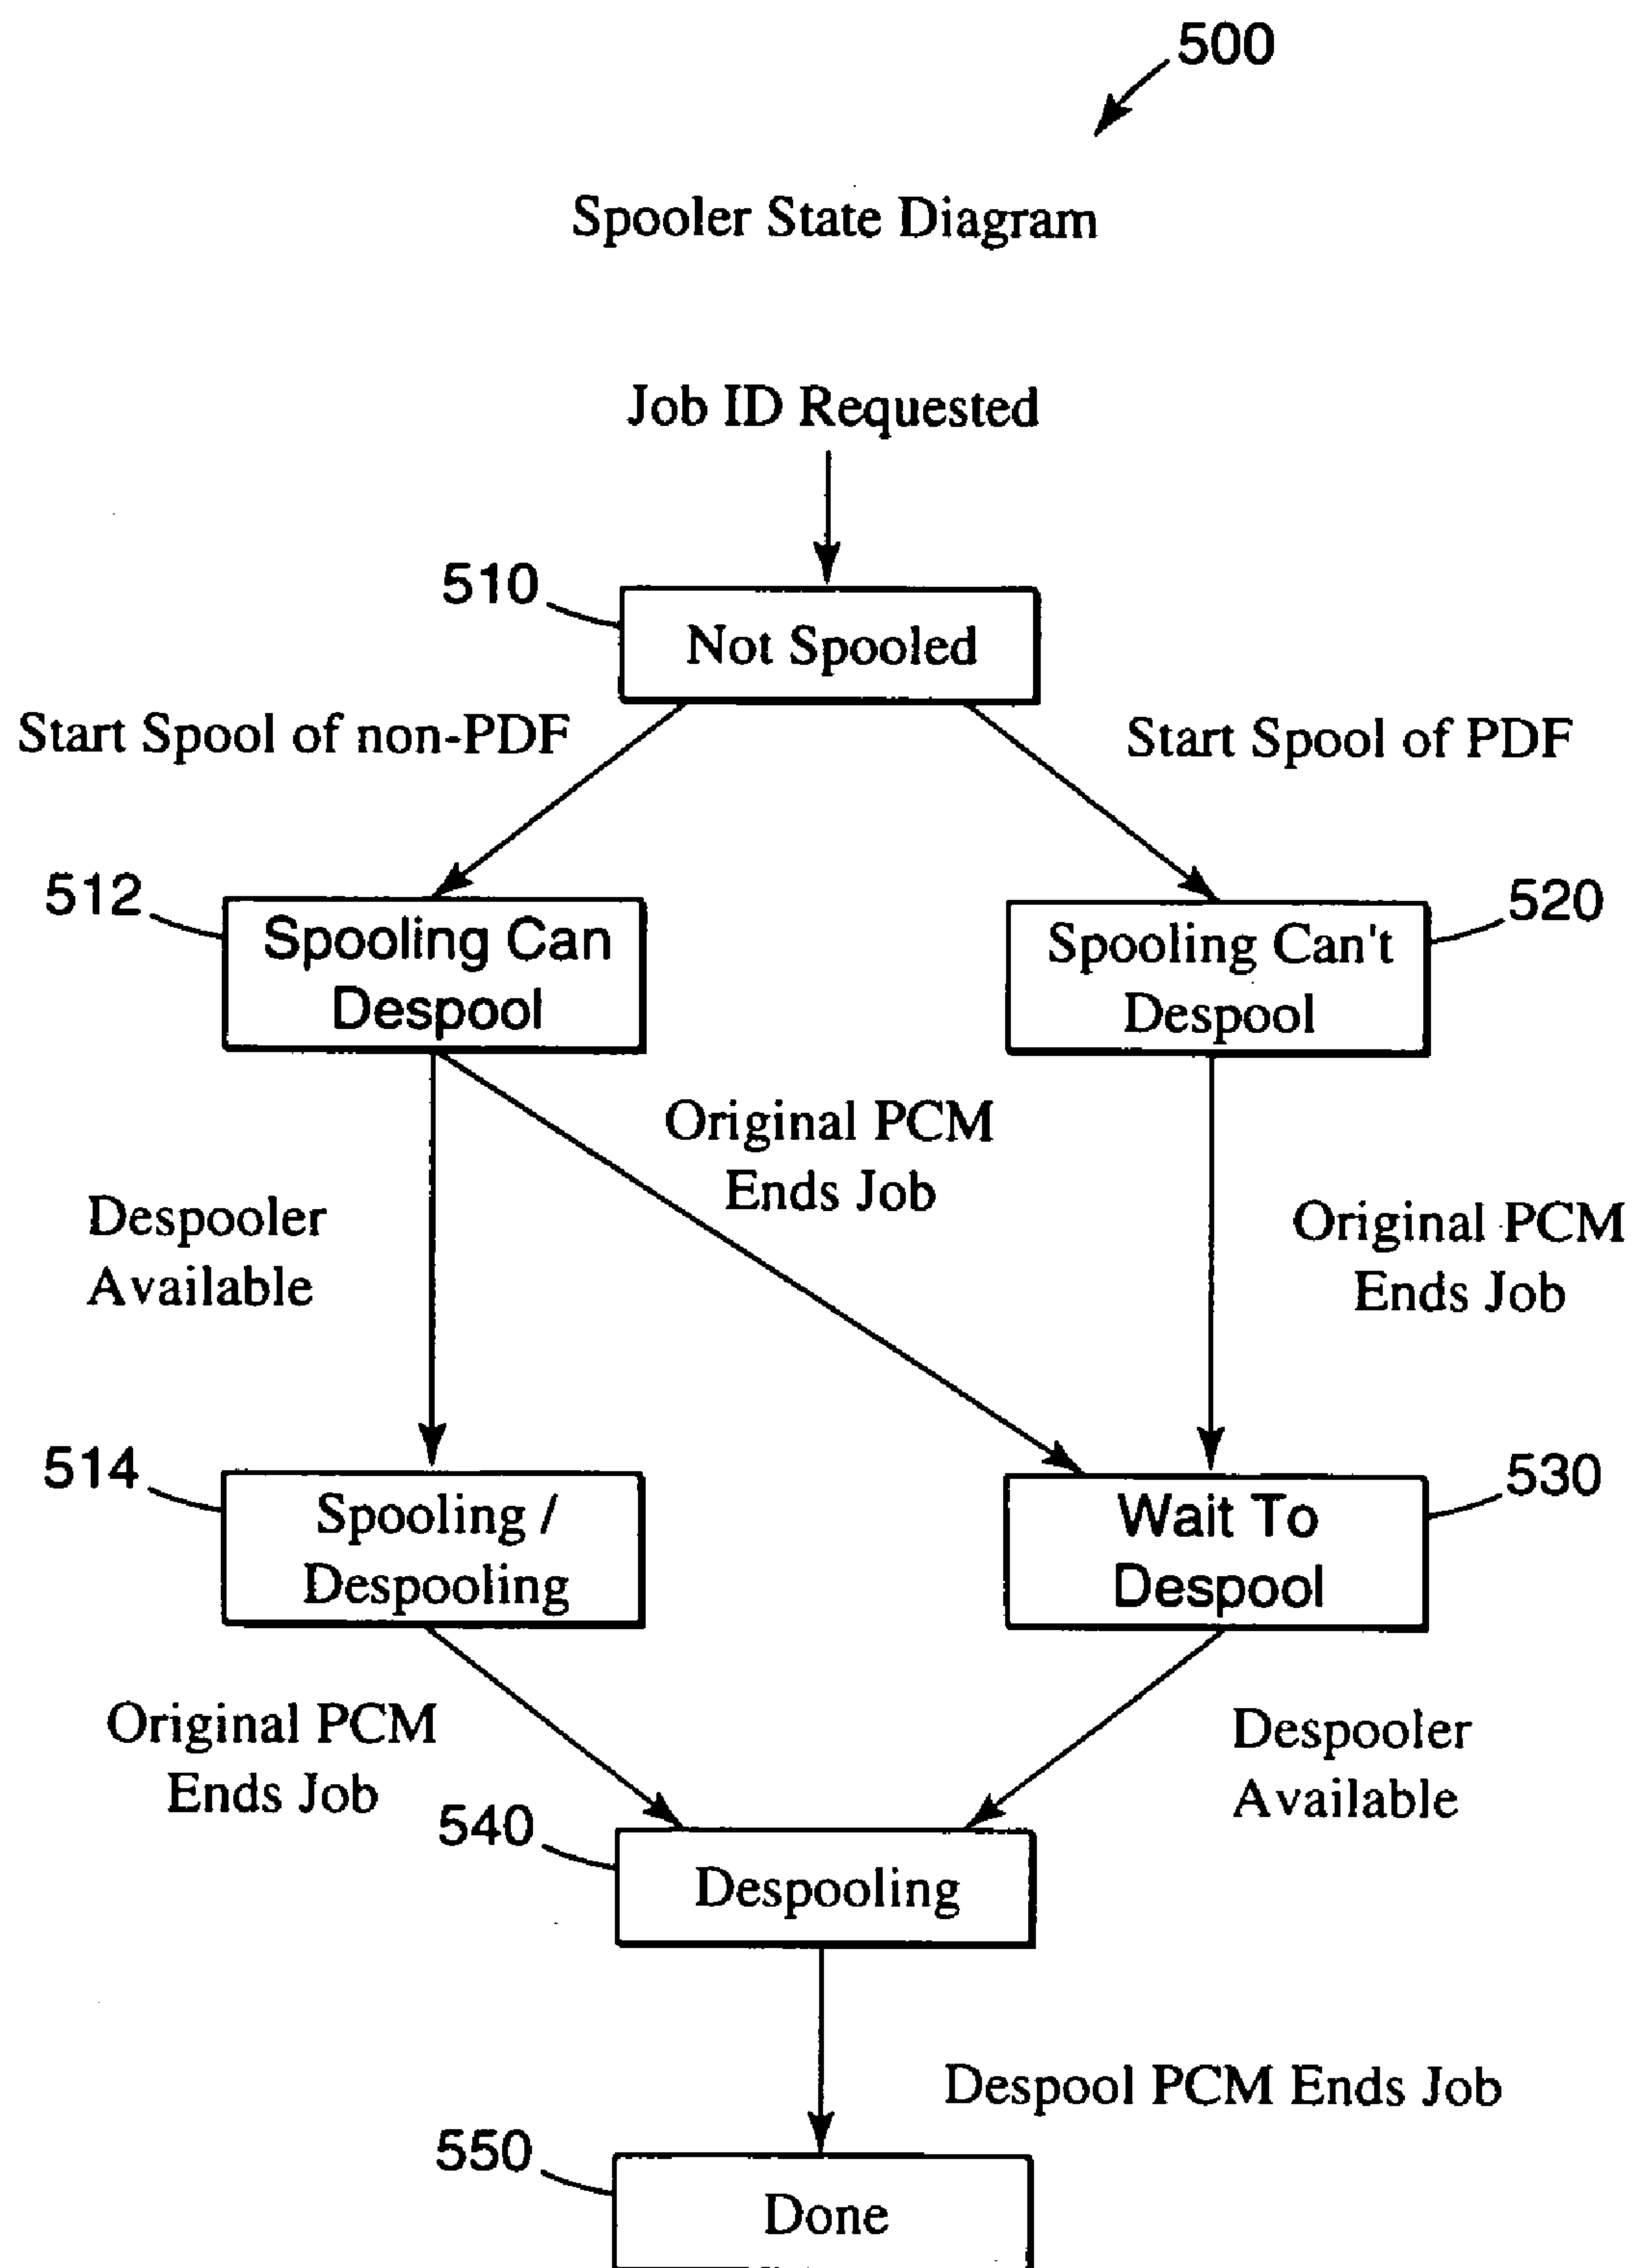 500
Spooler State Diagram
Job ID Requested
510
Not Spooled
Start Spool of non-PDF
Start Spool of PDF
512
Spooling Can
Despool
520
Spooling Can't
Despool
Original PCM
Ends Job
Despooler
Available
Original PCM
Ends Job
514
Spooling /
Despooling
530
Wait To
Despool
Original PCM
Ends Job
Despooler
Available
540
Despooling
Despool PCM Ends Job
550
Done